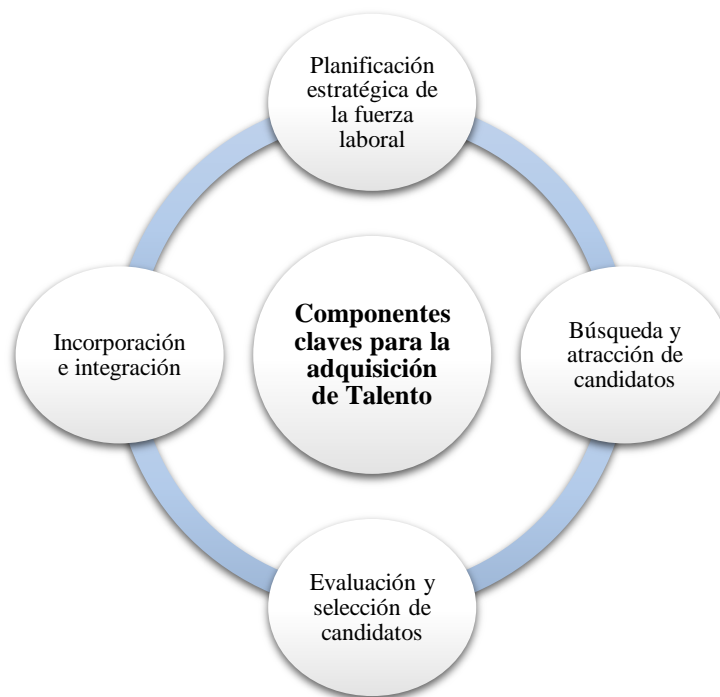 Planificación
estratégica de
la fuerza
laboral
Componentes
claves para la
adquisición
de Talento
Búsqueda y
atracción de
candidatos
Evaluación y
selección de
candidatos
Incorporación
e integración